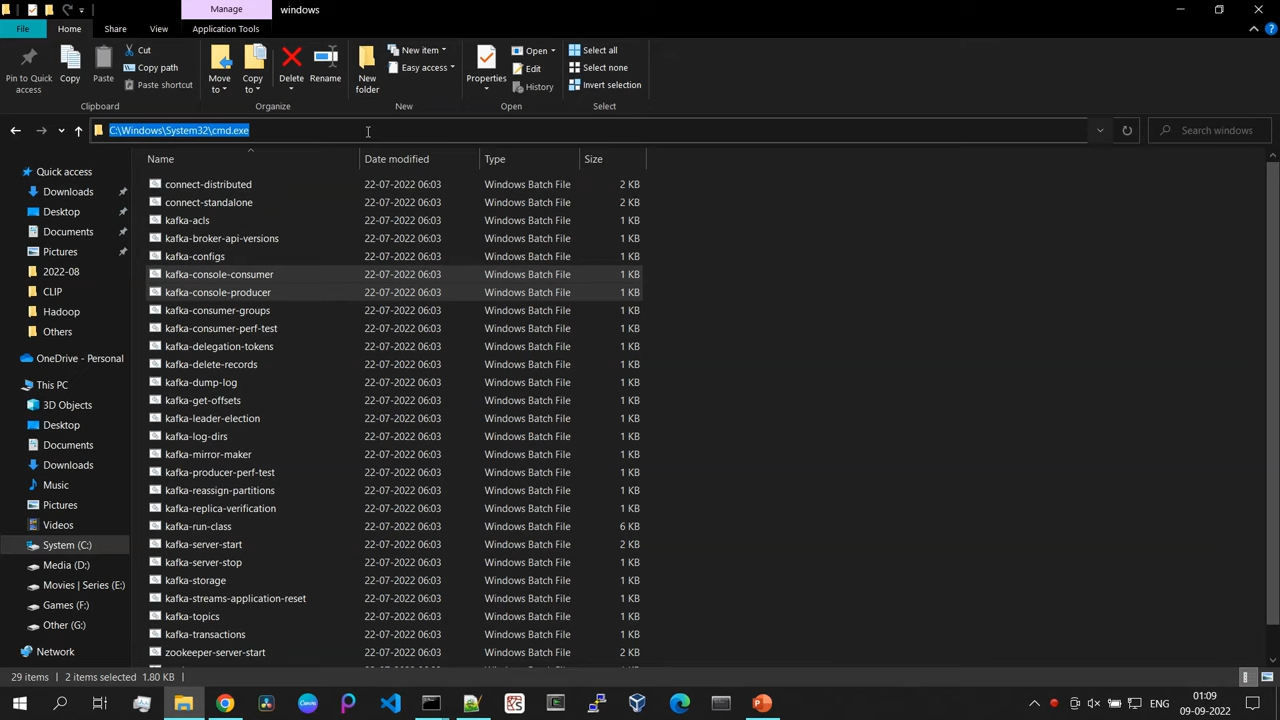 Manage
windows
File
Home
Share
View
Application Tools
Pin to Quick access
Copy
Paste
Cut
Copy path
Paste shortcut
Clipboard
Move to
Copy to
Delete
Rename
Organize
New folder
New item
Easy access
New
Properties
Open
Edit
History
Open
Select all
Select none
Invert selection
Select
C:\Windows\System32\cmd.exe
Search windows
Quick access
Downloads
Desktop
Documents
Pictures
2022-08
CLIP
Hadoop
Others
OneDrive - Personal
This PC
3D Objects
Desktop
Documents
Downloads
Music
Pictures
Videos
System (C:)
Media (D:)
Movies | Series (E:)
Games (F:)
Other (G:)
Network
Name Date modified Type Size
connect-distributed 22-07-2022 06:03 Windows Batch File 2 KB
connect-standalone 22-07-2022 06:03 Windows Batch File 2 KB
kafka-acls 22-07-2022 06:03 Windows Batch File 1 KB
kafka-broker-api-versions 22-07-2022 06:03 Windows Batch File 1 KB
kafka-configs 22-07-2022 06:03 Windows Batch File 1 KB
kafka-console-consumer 22-07-2022 06:03 Windows Batch File 1 KB
kafka-console-producer 22-07-2022 06:03 Windows Batch File 1 KB
kafka-consumer-groups 22-07-2022 06:03 Windows Batch File 1 KB
kafka-consumer-perf-test 22-07-2022 06:03 Windows Batch File 1 KB
kafka-delegation-tokens 22-07-2022 06:03 Windows Batch File 1 KB
kafka-delete-records 22-07-2022 06:03 Windows Batch File 1 KB
kafka-dump-log 22-07-2022 06:03 Windows Batch File 1 KB
kafka-get-offsets 22-07-2022 06:03 Windows Batch File 1 KB
kafka-leader-election 22-07-2022 06:03 Windows Batch File 1 KB
kafka-log-dirs 22-07-2022 06:03 Windows Batch File 1 KB
kafka-mirror-maker 22-07-2022 06:03 Windows Batch File 1 KB
kafka-producer-perf-test 22-07-2022 06:03 Windows Batch File 1 KB
kafka-reassign-partitions 22-07-2022 06:03 Windows Batch File 1 KB
kafka-replica-verification 22-07-2022 06:03 Windows Batch File 1 KB
kafka-run-class 22-07-2022 06:03 Windows Batch File 6 KB
kafka-server-start 22-07-2022 06:03 Windows Batch File 2 KB
kafka-server-stop 22-07-2022 06:03 Windows Batch File 1 KB
kafka-storage 22-07-2022 06:03 Windows Batch File 1 KB
kafka-streams-application-reset 22-07-2022 06:03 Windows Batch File 1 KB
kafka-topics 22-07-2022 06:03 Windows Batch File 1 KB
kafka-transactions 22-07-2022 06:03 Windows Batch File 1 KB
zookeeper-server-start 22-07-2022 06:03 Windows Batch File 2 KB
29 items
2 items selected 1.80 KB
ENG
01:09
09-09-2022